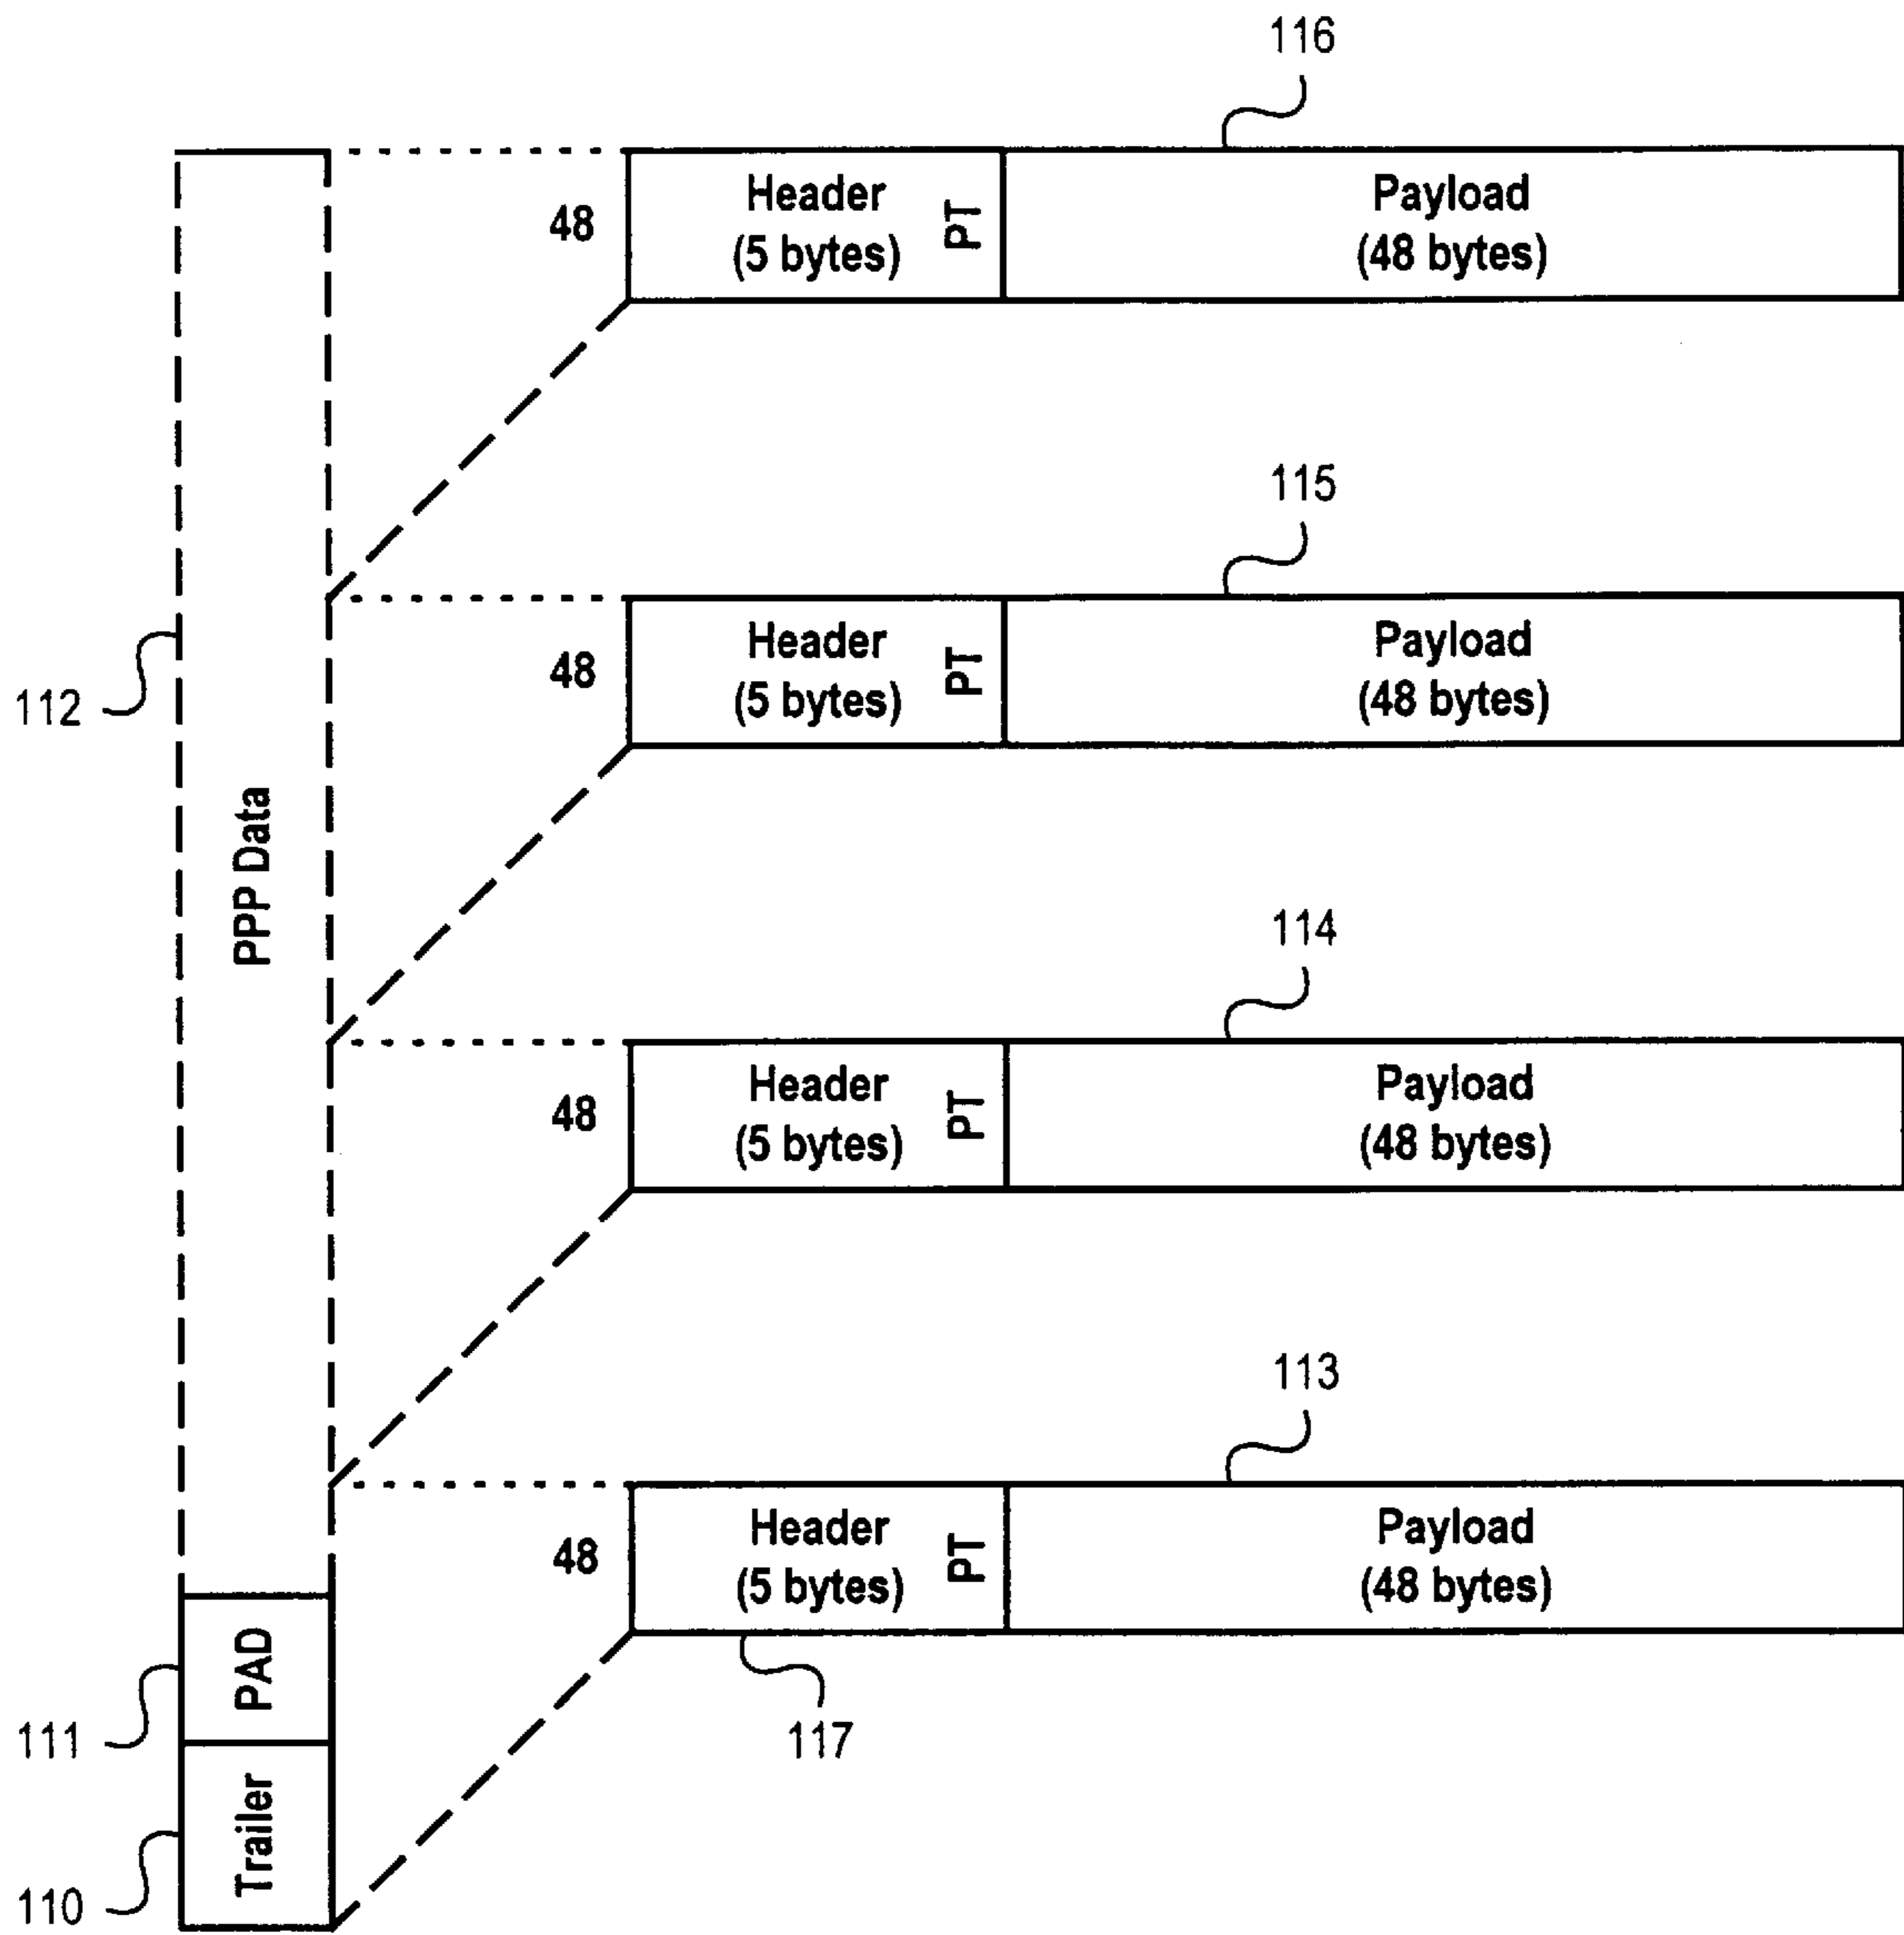 116
48
Header
(5 bytes)
PT
Payload
(48 bytes)
115
48
Header
(5 bytes)
PT
Payload
(48 bytes)
112
PPP Data
114
48
Header
(5 bytes)
PT
Payload
(48 bytes)
113
48
Header
(5 bytes)
PT
Payload
(48 bytes)
PAD
111
117
Trailer
110